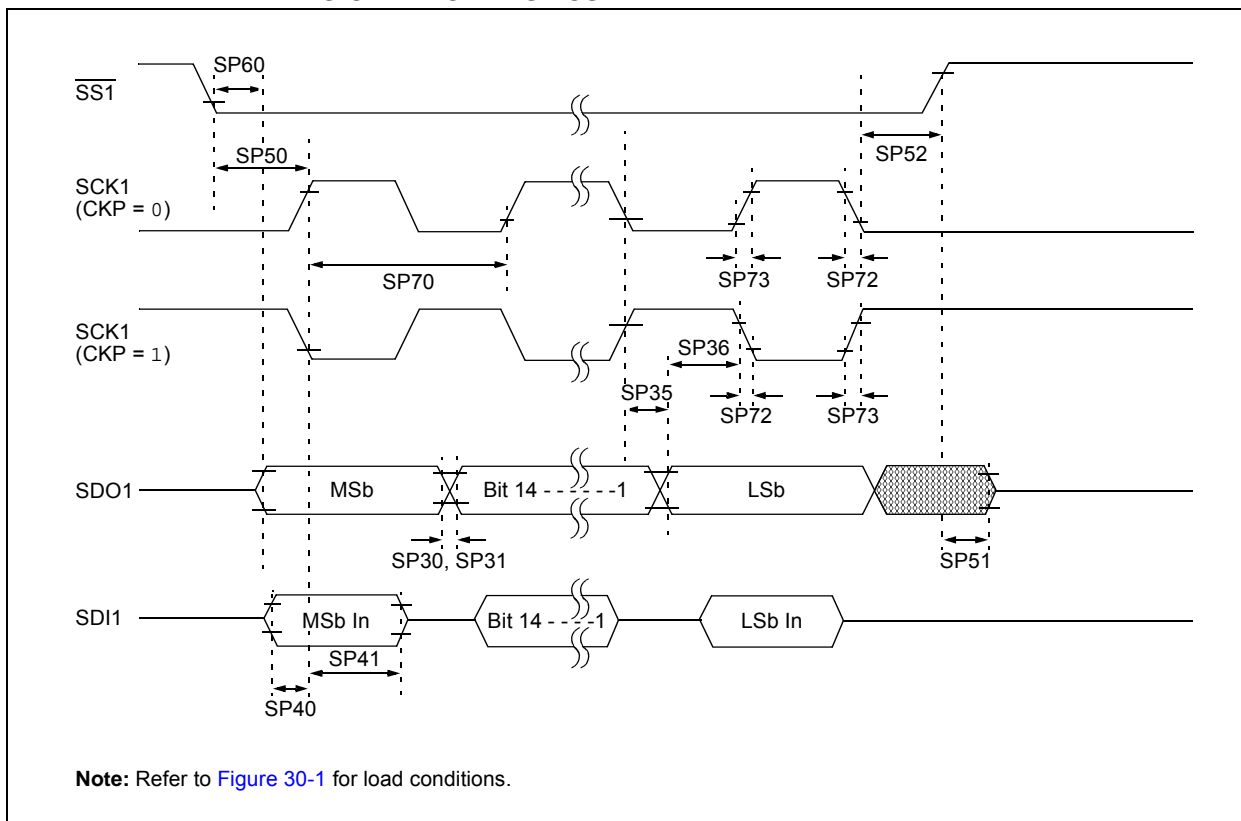 SP60
SS1
SP50
SP52
SCK1
(CKP = 0)
SP70
SP73
SP72
SCK1
(CKP = 1)
SP36
SP35
SP72
SP73
SDO1
MSb
Bit 14 - - - - - -1
LSb
SP30, SP31
SP51
SDI1
MSb In
Bit 14 - - - -1
LSb In
SP41
SP40
Note: Refer to Figure 30-1 for load conditions.